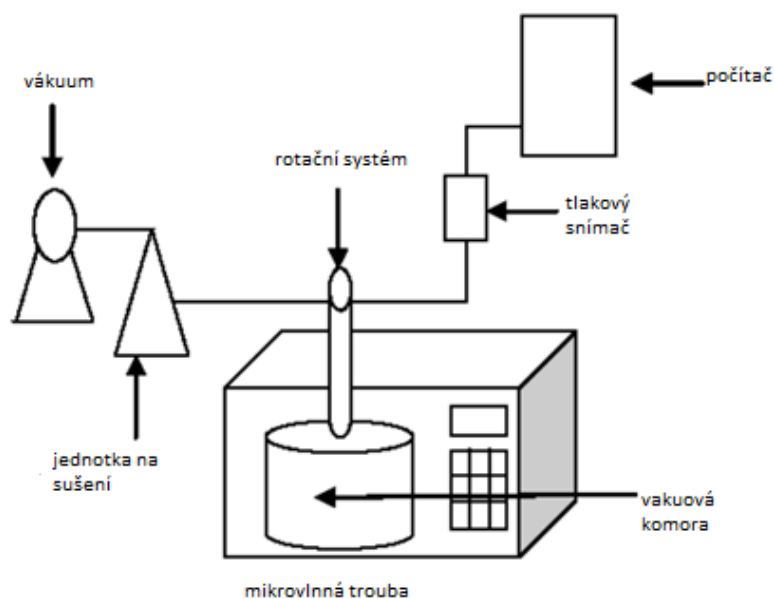 vákuum
počítač
rotační systém
tlakový
snímač
jednotka na
sušení
vakuová
komora
mikrovlnná trouba